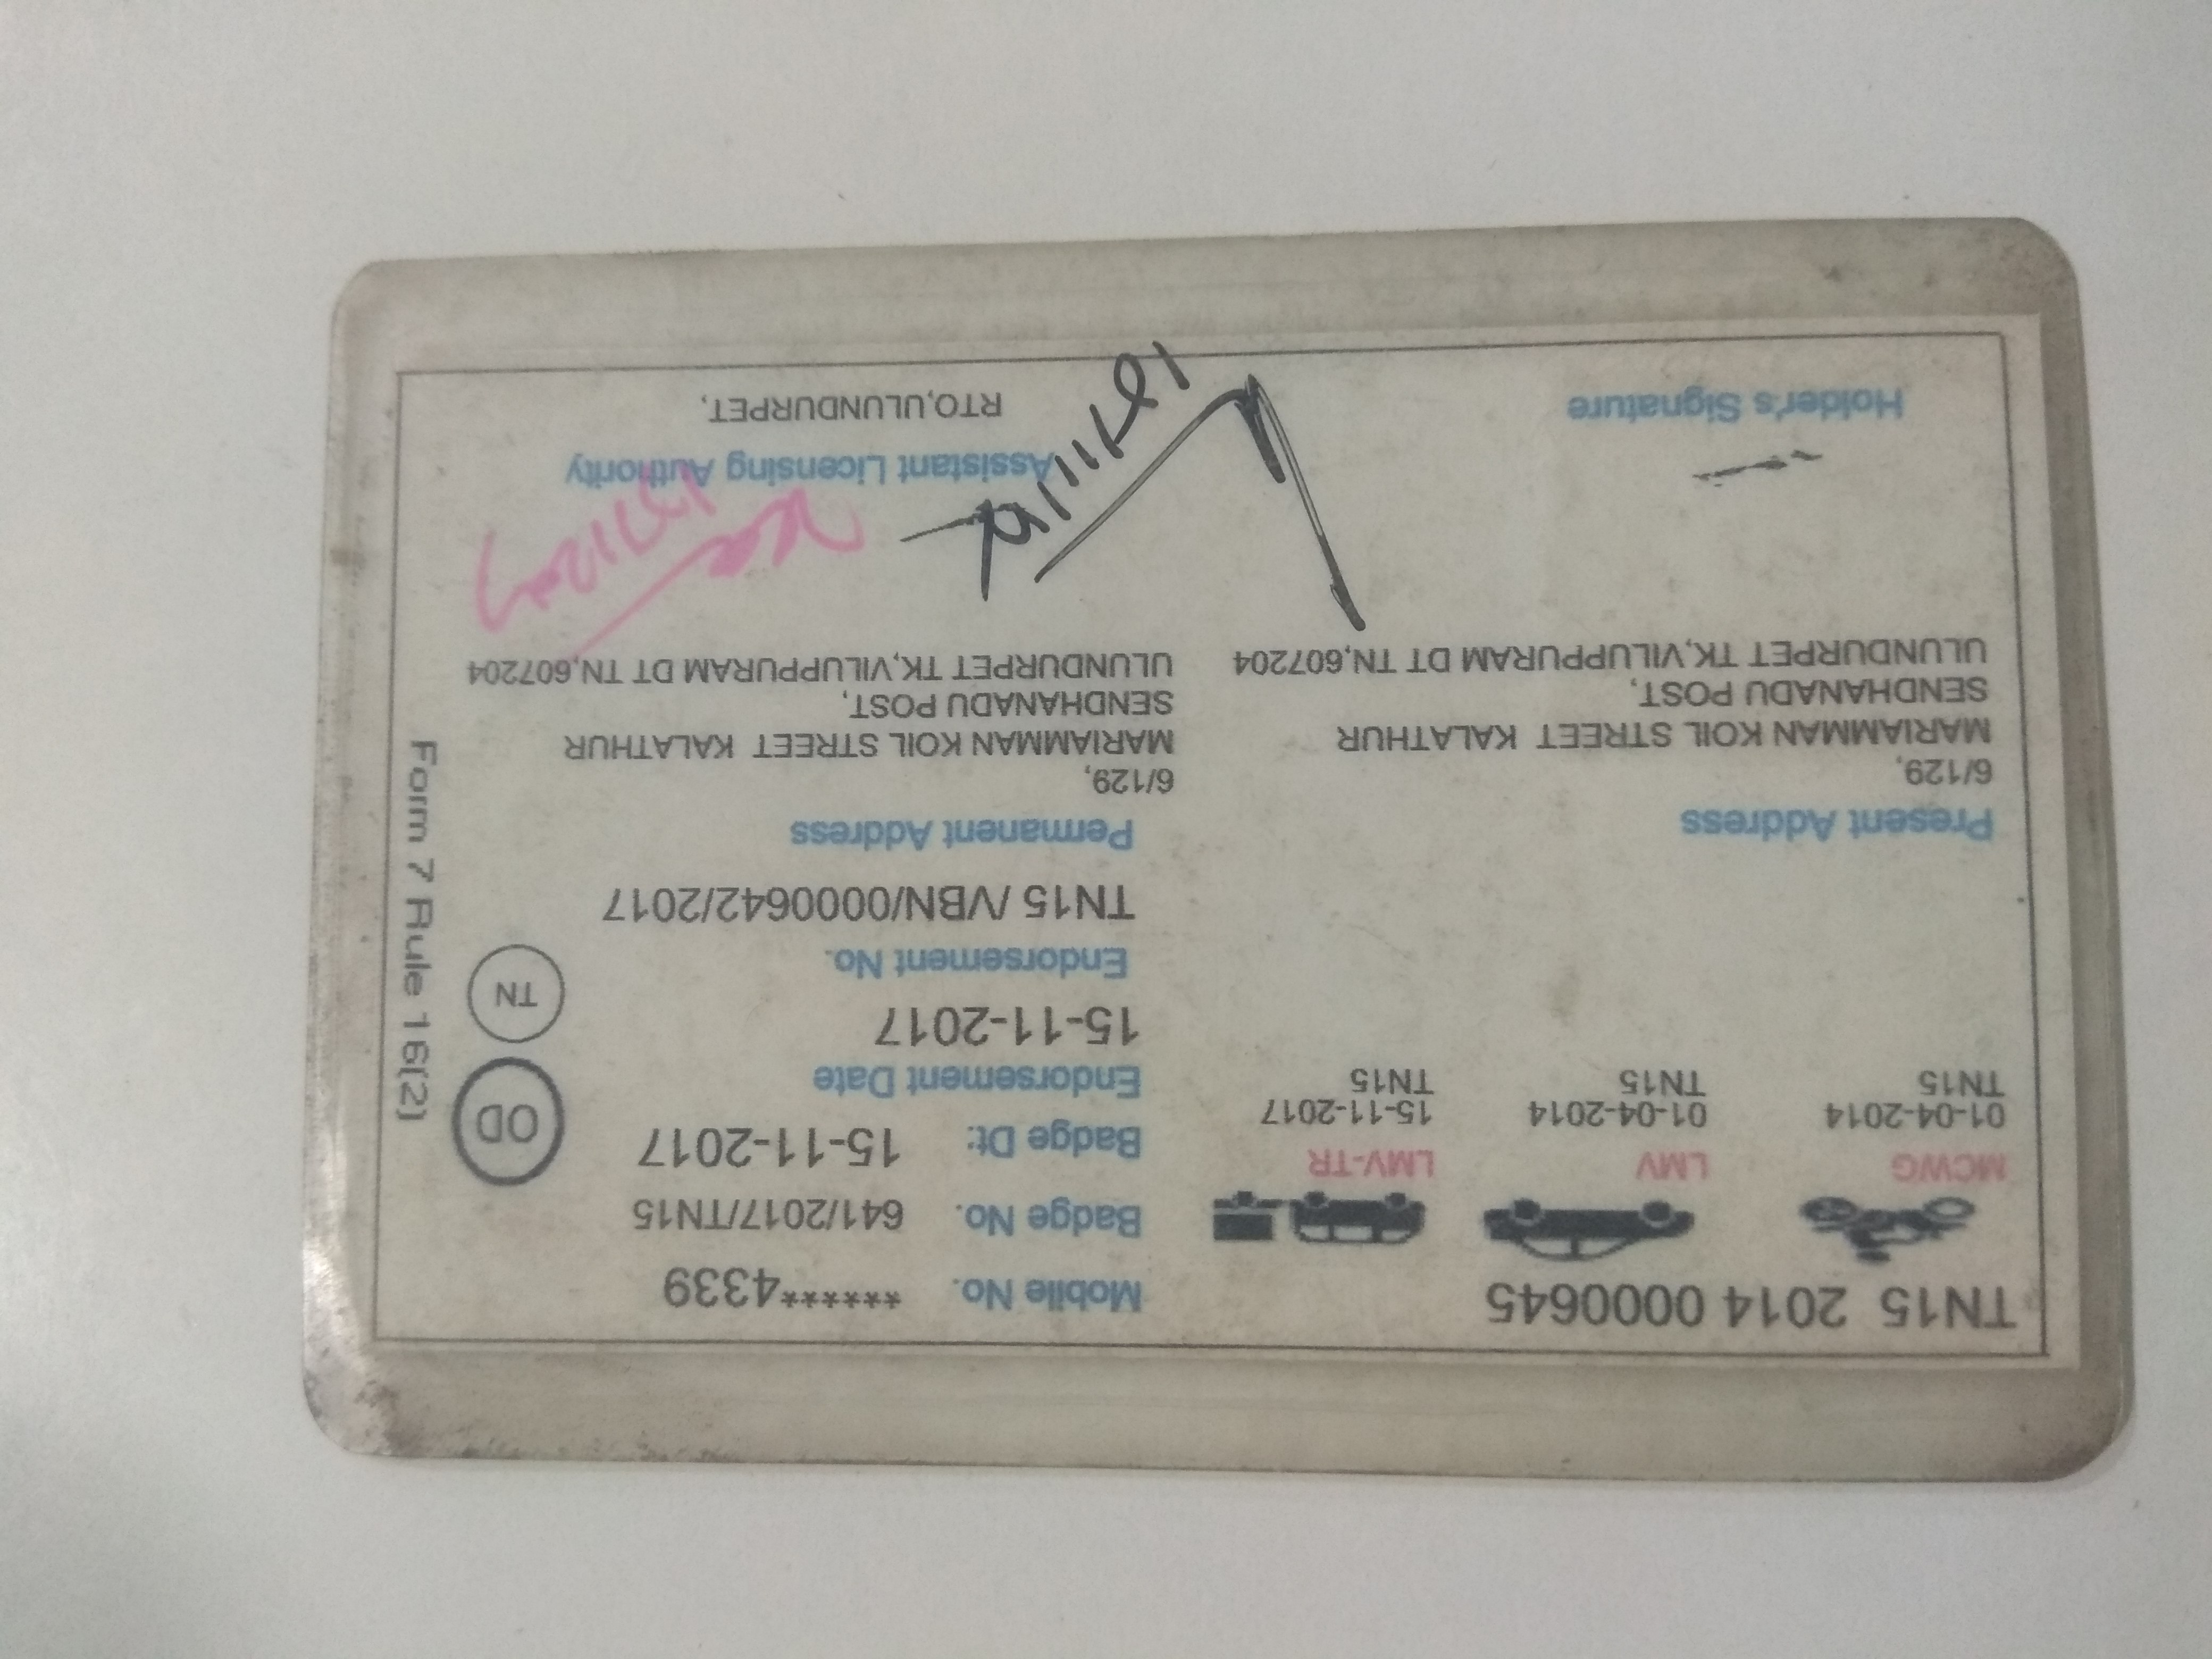 TN15 2014 0000645
MCWG
01-04-2014
TN15
LMV
01-04-2014
TN15
LMV-TR
15-11-2017
TN15
Mobile No. ******4339
Badge No. 641/2017/TN15
Badge Dt: 15-11-2017
Endorsement Date
15-11-2017
Endorsement No.
TN15 /VBN/0000642/2017
OD
TN
Form 7 Rule 16(2)
Present Address
6/129,
MARIAMMAN KOIL STREET KALATHUR
SENDHANADU POST,
ULUNDURPET TK,VILUPPURAM DT TN,607204
Permanent Address
6/129,
MARIAMMAN KOIL STREET KALATHUR
SENDHANADU POST,
ULUNDURPET TK,VILUPPURAM DT TN,607204
Holder's Signature
Assistant Licensing Authority
RTO,ULUNDURPET,